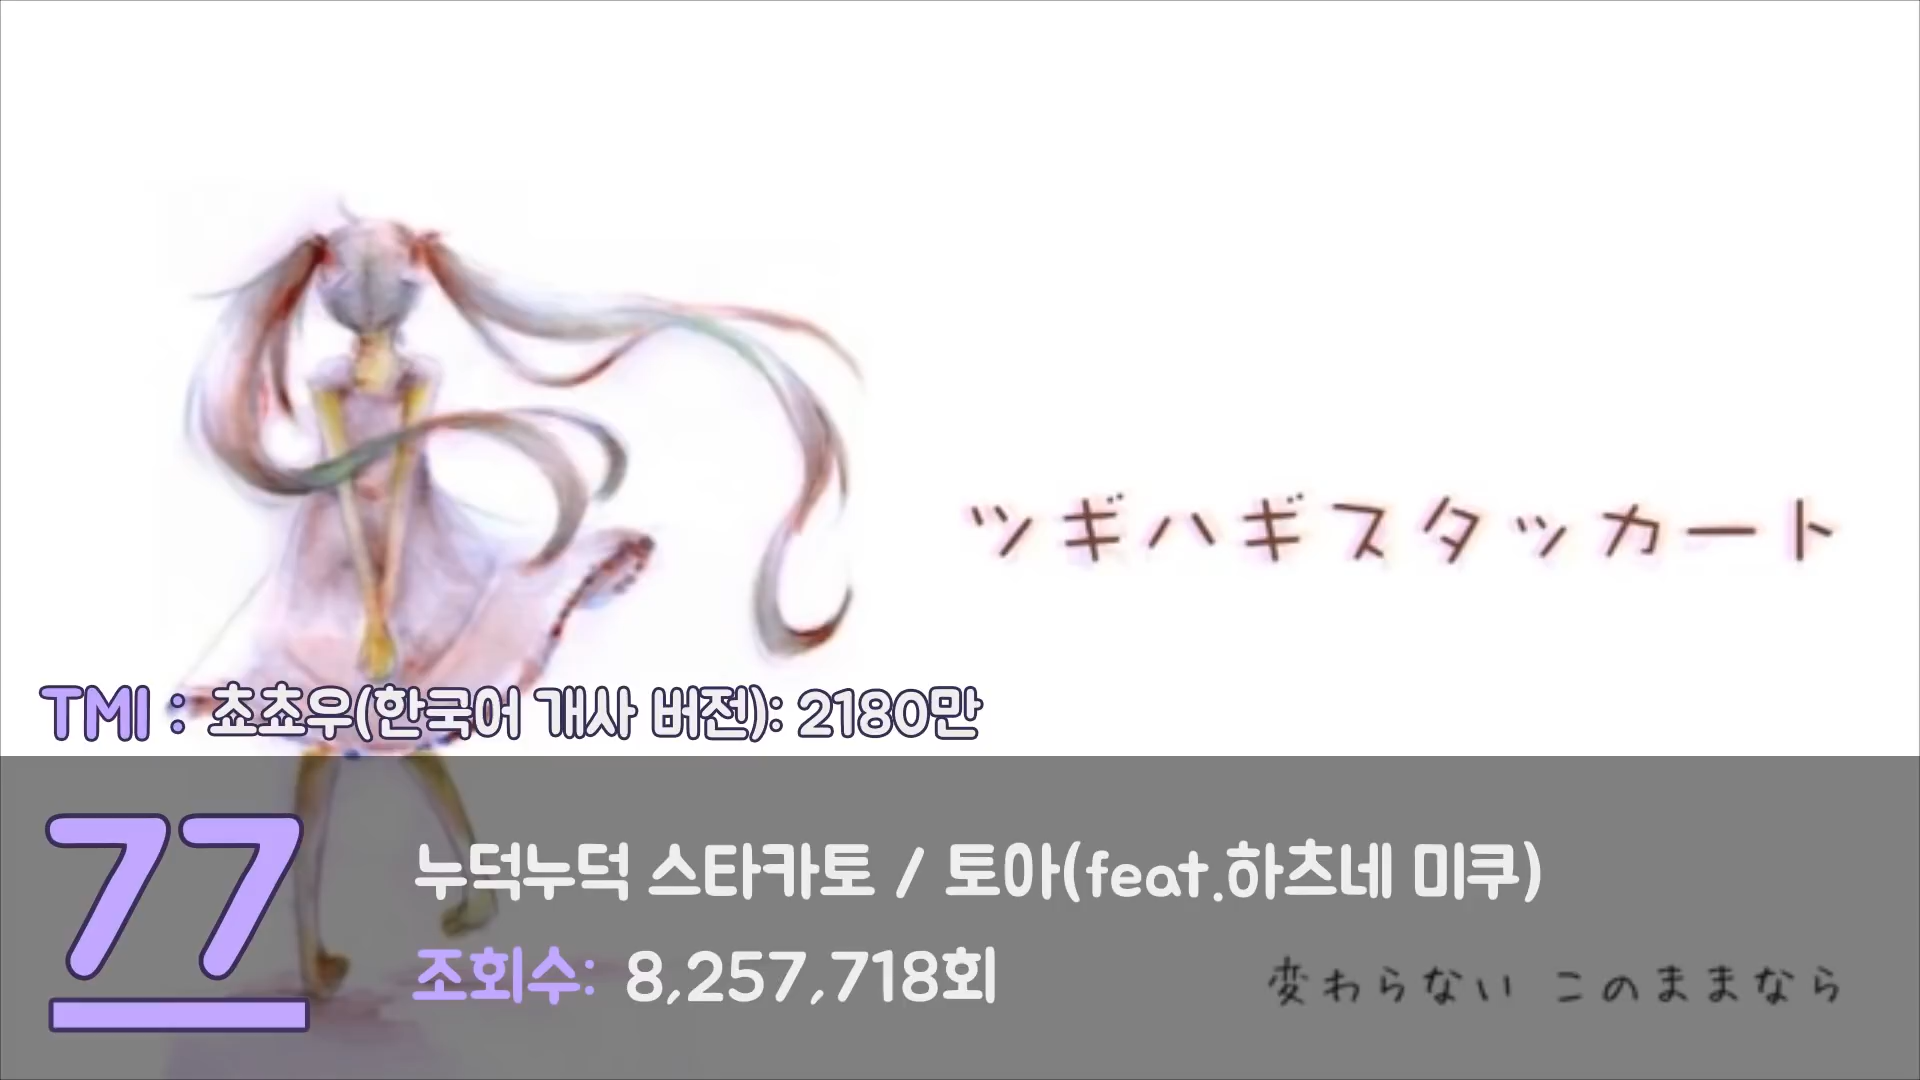 ツギハギスタッカート
TMI : 쵸쵸우(한국어 개사 버전): 2180만
77
누덕누덕 스타카토 / 토아(feat.하츠네 미쿠)
조회수: 8,257,718회
変わらない このままなら